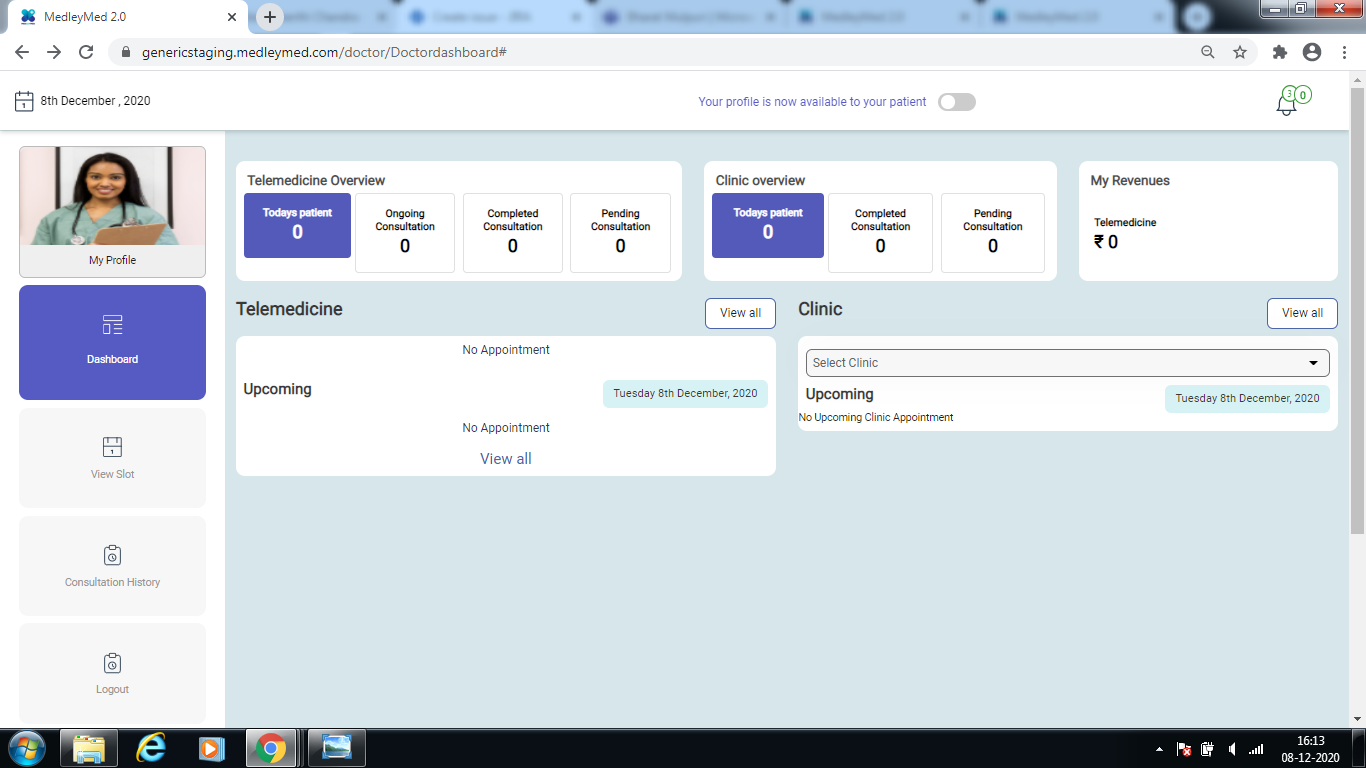 MedleyMed 2.0
Create issue
MedleyMed 2.0
MedleyMed 2.0
genericstaging.medleymed.com/doctor/Doctordashboard#
1
8th December , 2020
Your profile is now available to your patient
3
0
My Profile
Dashboard
1
View Slot
Consultation History
Logout
Telemedicine Overview
Todays patient
0
Ongoing
Consultation
0
Completed
Consultation
0
Pending
Consultation
0
Clinic overview
Todays patient
0
Completed
Consultation
0
Pending
Consultation
0
My Revenues
Telemedicine
₹ 0
Telemedicine
View all
No Appointment
Upcoming
Tuesday 8th December, 2020
No Appointment
View all
Clinic
View all
Select Clinic
Upcoming
Tuesday 8th December, 2020
No Upcoming Clinic Appointment
16:13
08-12-2020